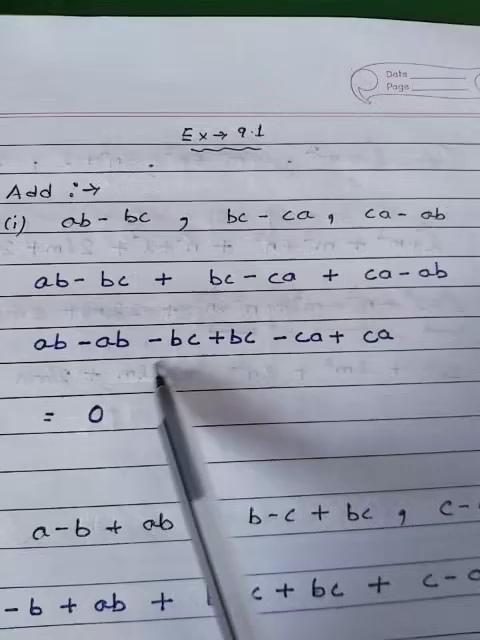 Data
Page
Ex → 9.1
Add :→
(i) ab - bc , bc - ca , ca - ab
ab - bc + bc - ca + ca - ab
ab - ab - bc + bc - ca + ca
= 0
a - b + ab b - c + bc , c -
- b + ab + c + bc + c - a